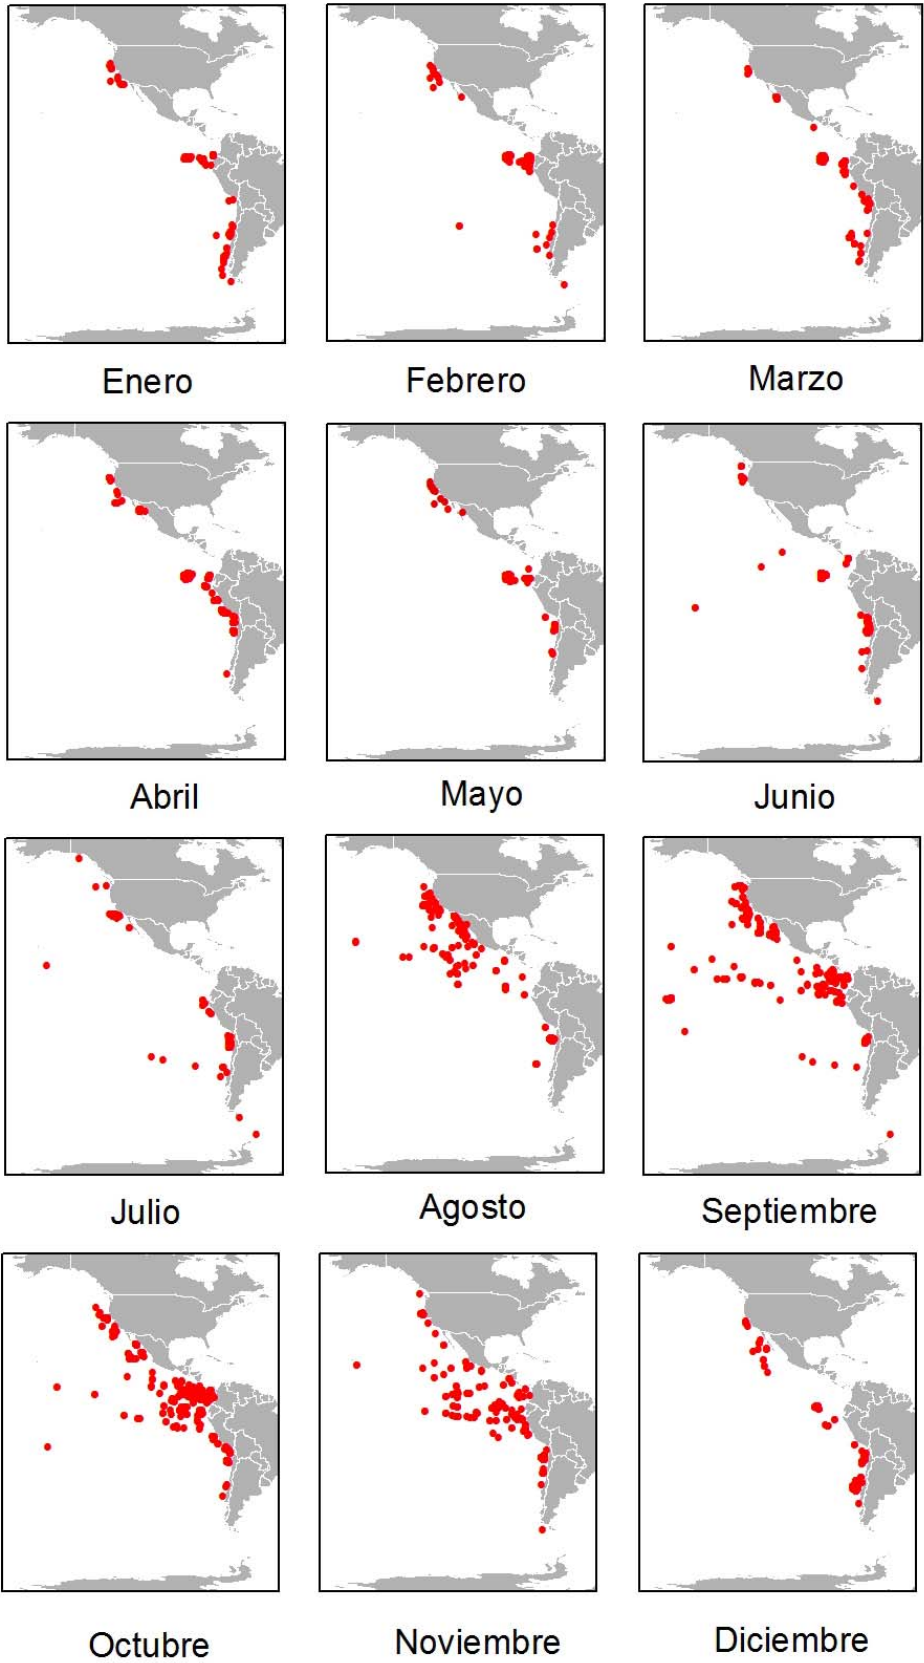 Enero
Febrero
Marzo
Abril
Mayo
Junio
Julio
Agosto
Septiembre
Octubre
Noviembre
Diciembre